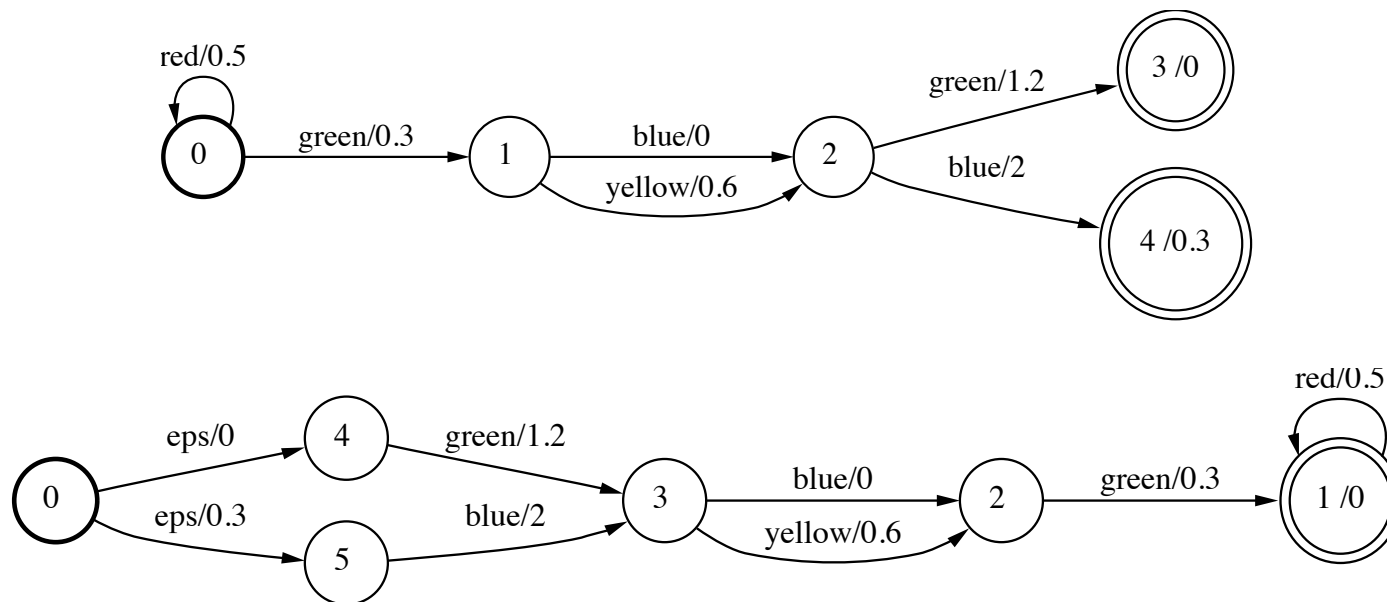 red/0.5
0
green/0.3
1
blue/0
yellow/0.6
2
green/1.2
blue/2
3 /0
4 /0.3
0
eps/0
eps/0.3
4
5
green/1.2
blue/2
3
blue/0
yellow/0.6
2
green/0.3
red/0.5
1 /0